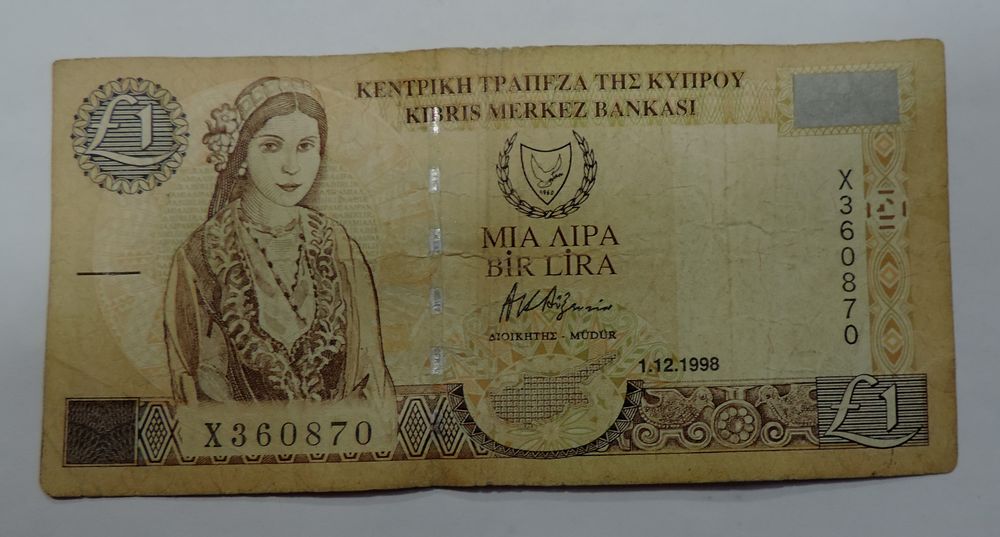 £1
ΚΕΝΤΡΙΚΗ ΤΡΑΠΕΖΑ ΤΗΣ ΚΥΠΡΟΥ
KIBRIS MERKEZ BANKASI
1960
ΜΙΑ ΛΙΡΑ
BİR LİRA
ΔΙΟΙΚΗΤΗΣ - MÜDÜR
1.12.1998
X360870
X360870
£1